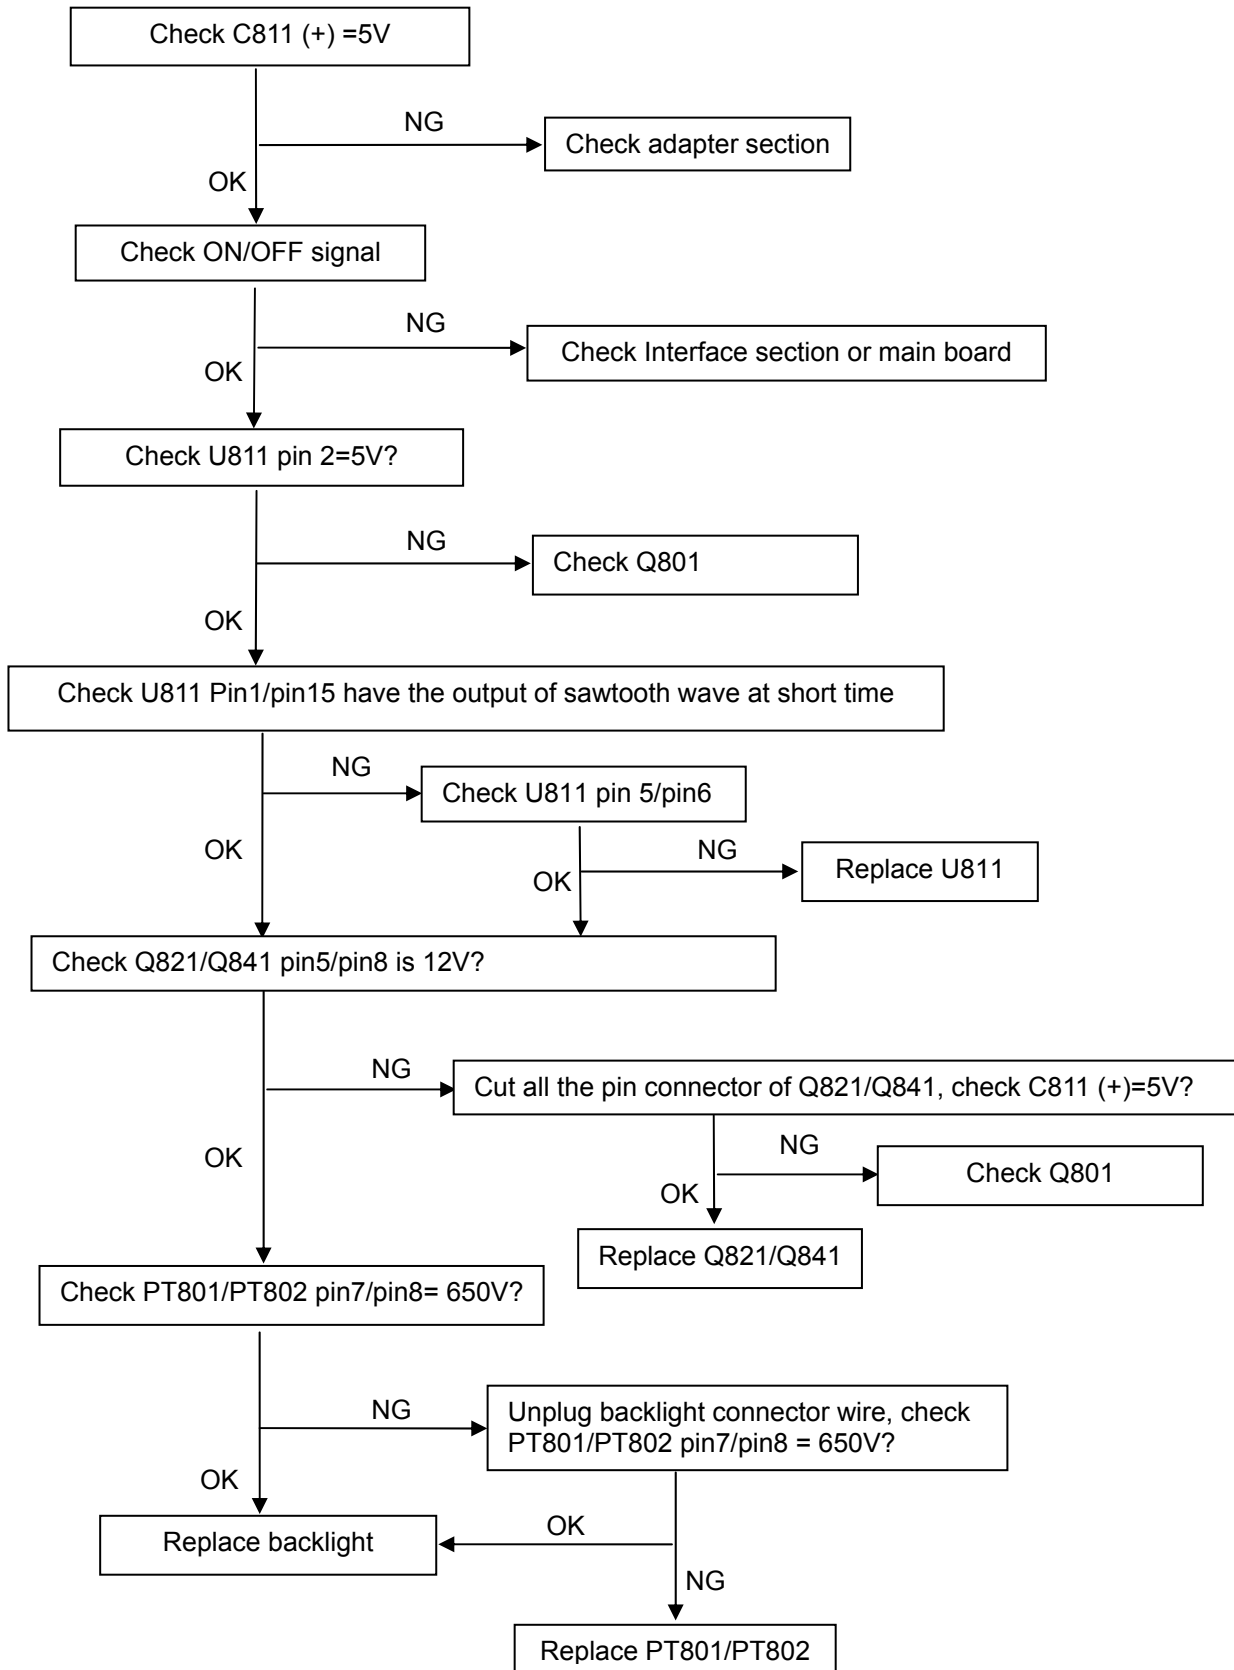 Check C811 (+) =5V
NG
Check adapter section
OK
Check ON/OFF signal
NG
Check Interface section or main board
OK
Check U811 pin 2=5V?
NG
Check Q801
OK
Check U811 Pin1/pin15 have the output of sawtooth wave at short time
NG
Check U811 pin 5/pin6
OK
NG
Replace U811
OK
Check Q821/Q841 pin5/pin8 is 12V?
NG
Cut all the pin connector of Q821/Q841, check C811 (+)=5V?
OK
NG
Check Q801
OK
Replace Q821/Q841
Check PT801/PT802 pin7/pin8= 650V?
NG
Unplug backlight connector wire, check
PT801/PT802 pin7/pin8 = 650V?
OK
Replace backlight
OK
NG
Replace PT801/PT802